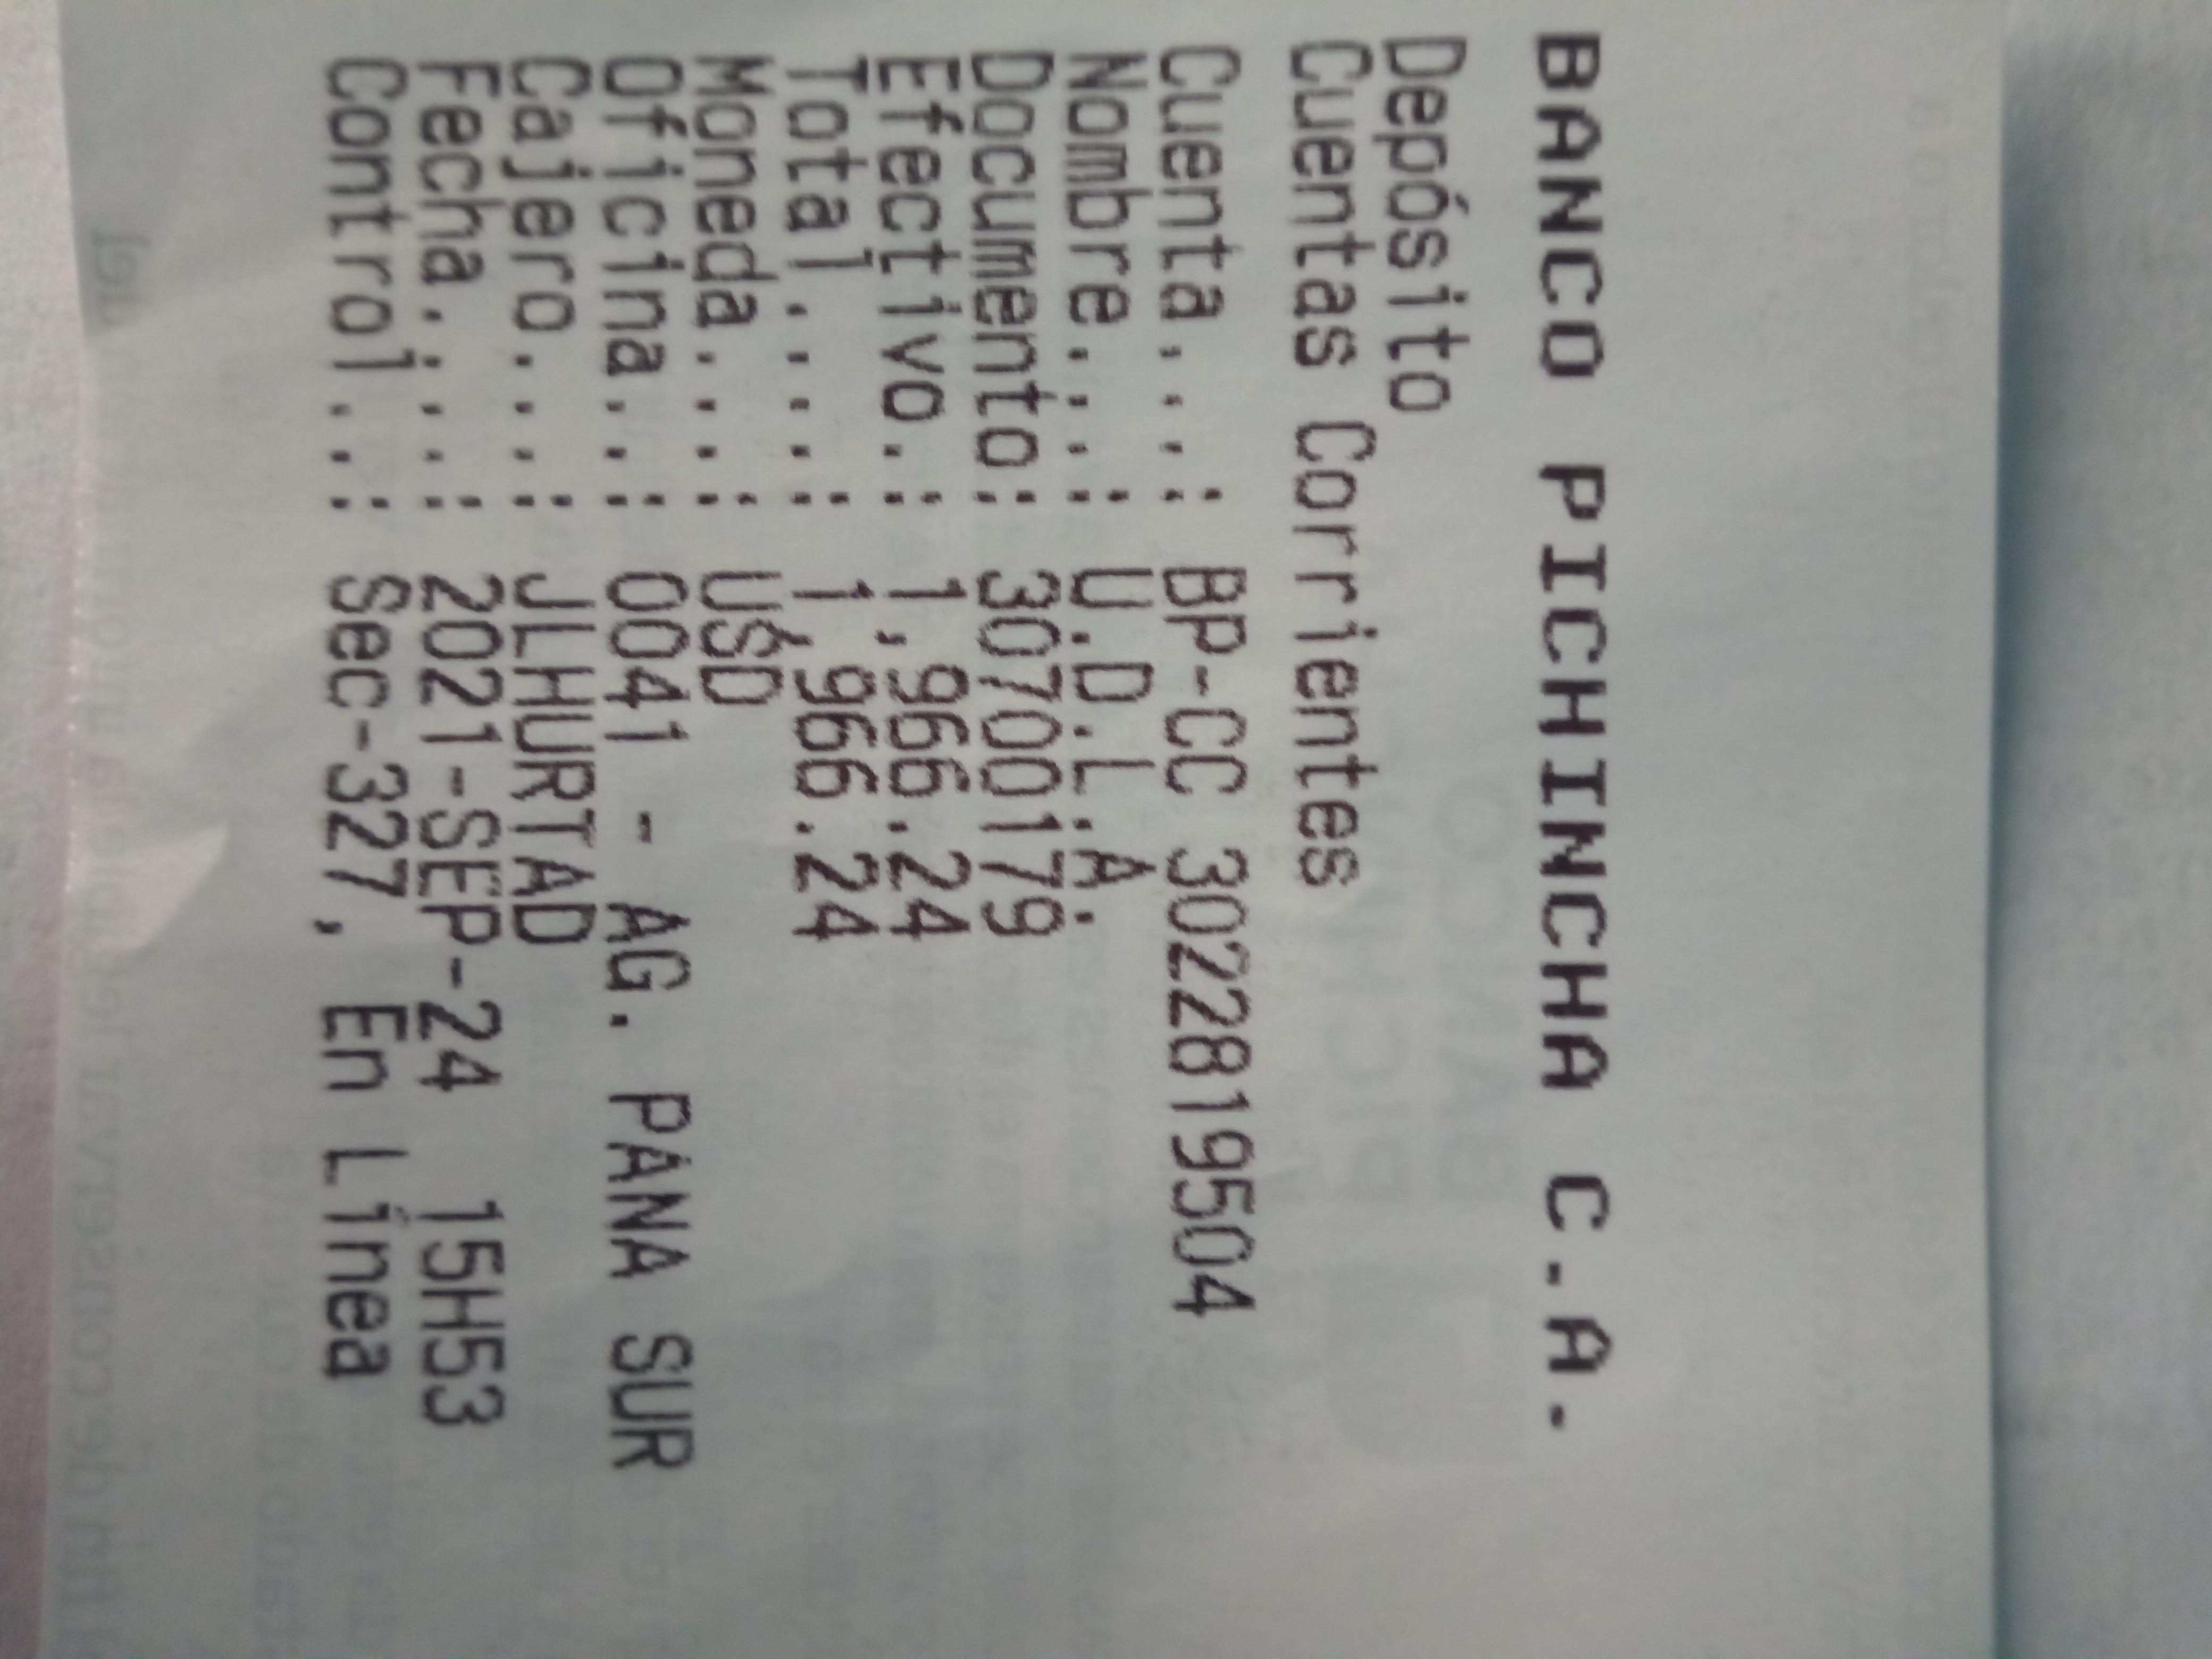 BANCO PICHINCHA C.A.
Depósito
Cuentas Corrientes
Cuenta....: BP-CC 3022819504
Nombre....: U.D.L.A.
Documento: 3070700179
Efectivo.: 1,966.24
Total....: 1,966.24
Moneda...: USD
Oficina..: 0041 - AG. PANA SUR
Cajero...: JLHURTAD
Fecha....: 2021-SEP-24 15H53
Control..: Sec-327, En Línea